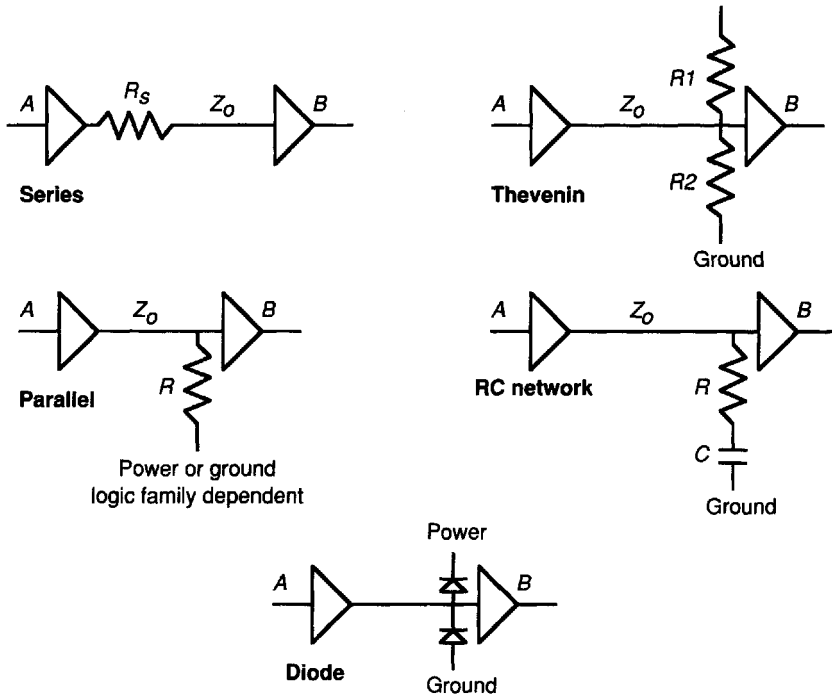 A R_S Z_O B
Series
R1
A Z_O B
R2
Thevenin
Ground
A Z_O B
R
Parallel
Power or ground
logic family dependent
A Z_O B
R
RC network
C
Ground
Power
A B
Diode
Ground